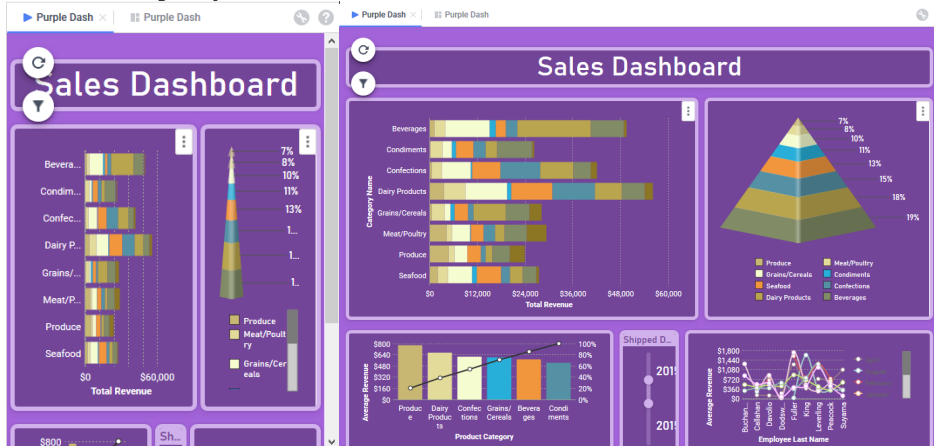 Purple Dash
Purple Dash
Sales Dashboard
Bevera...
Condim...
Confec...
Dairy P...
Grains/...
Meat/P...
Produce
Seafood
$0 $60,000
Total Revenue
7%
8%
10%
11%
13%
1...
1...
1..
Produce
Meat/Poult
ry
Grains/Cer
eals
$800
Sh...
Purple Dash
Purple Dash
Sales Dashboard
Category Name
Beverages
Condiments
Confections
Dairy Products
Grains/Cereals
Meat/Poultry
Produce
Seafood
$0 $12,000 $24,000 $36,000 $48,000 $60,000
Total Revenue
7%
8%
10%
11%
13%
15%
18%
19%
Produce Meat/Poultry
Grains/Cereals Condiments
Seafood Confections
Dairy Products Beverages
Average Revenue
$800
$640
$480
$320
$160
$0
100%
80%
60%
40%
20%
0%
Produc
e
Dairy
Produc
ts
Confec
tions
Grains/
Cereals
Bevera
ges
Condi
ments
Product Category
Shipped D...
2015
2015
Average Revenue
$1,800
$1,440
$1,080
$720
$360
$0
Buchan...
Callahan
Davolio
Dodsw...
Fuller
King
Leverling
Peacock
Suyama
Employee Last Name